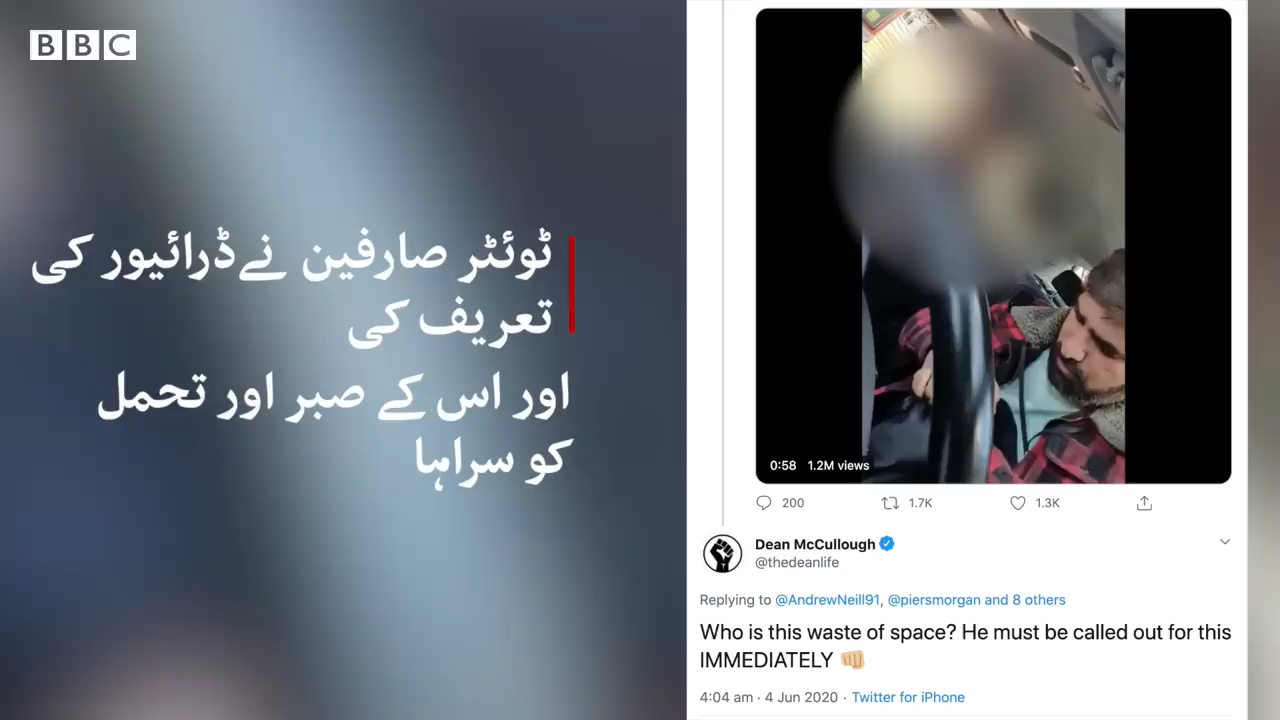 BBC
ٹوئٹر صارفین نے ڈرائیور کی
تعریف کی
اور اس کے صبر اور تحمل
کو سراہا
0:58 1.2M views
200 1.7K 1.3K
Dean McCullough
@thedeanlife
Replying to @AndrewNeill91, @piersmorgan and 8 others
Who is this waste of space? He must be called out for this
IMMEDIATELY 👊🏼
4:04 am · 4 Jun 2020 · Twitter for iPhone